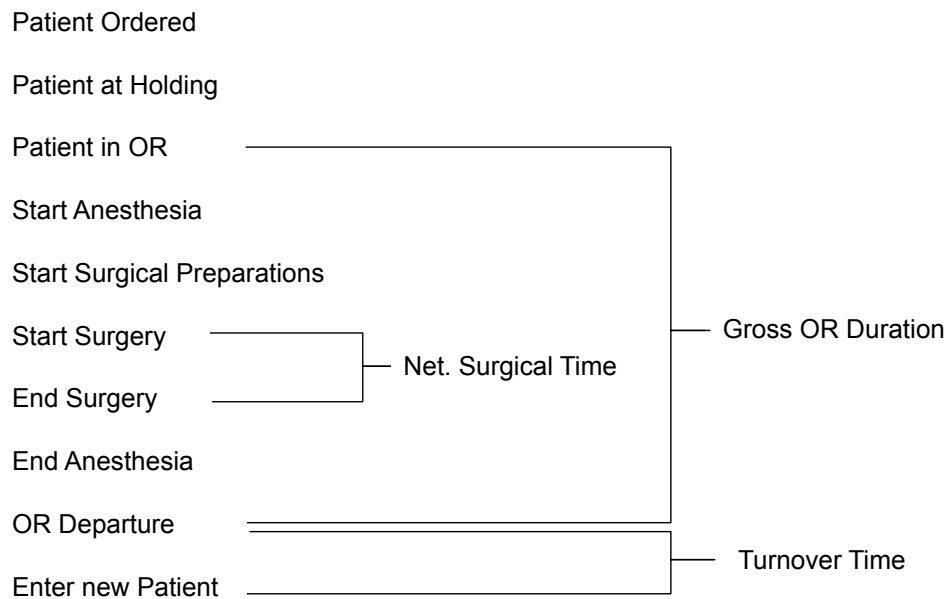 Patient Ordered
Patient at Holding
Patient in OR
Start Anesthesia
Start Surgical Preparations
Start Surgery
Gross OR Duration
Net. Surgical Time
End Surgery
End Anesthesia
OR Departure
Turnover Time
Enter new Patient